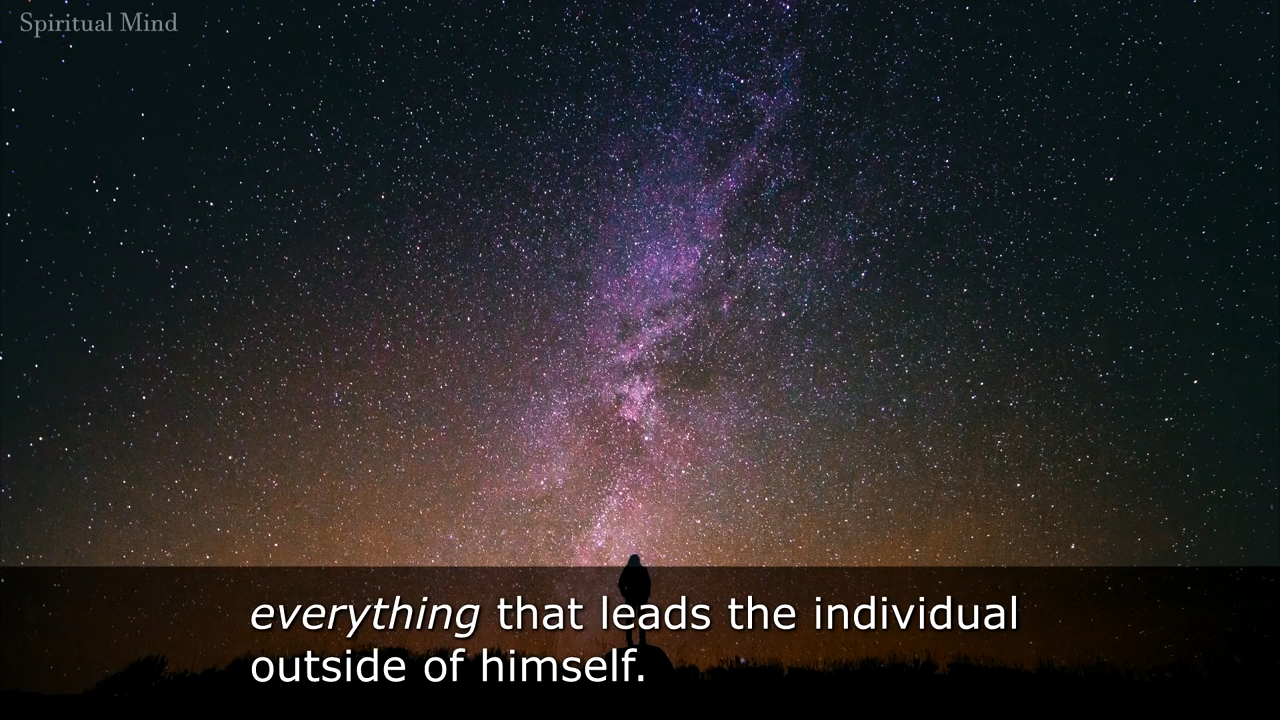 Spiritual Mind
everything that leads the individual
outside of himself.